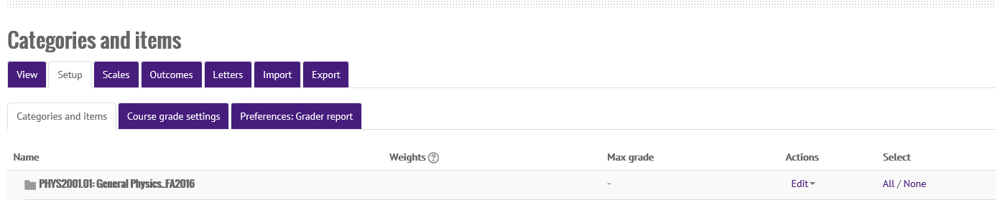 Categories and items
View Setup Scales Outcomes Letters Import Export
Categories and items Course grade settings Preferences: Grader report
Name Weights ? Max grade Actions Select
PHYS2001.01: General Physics_FA2016 - Edit All / None